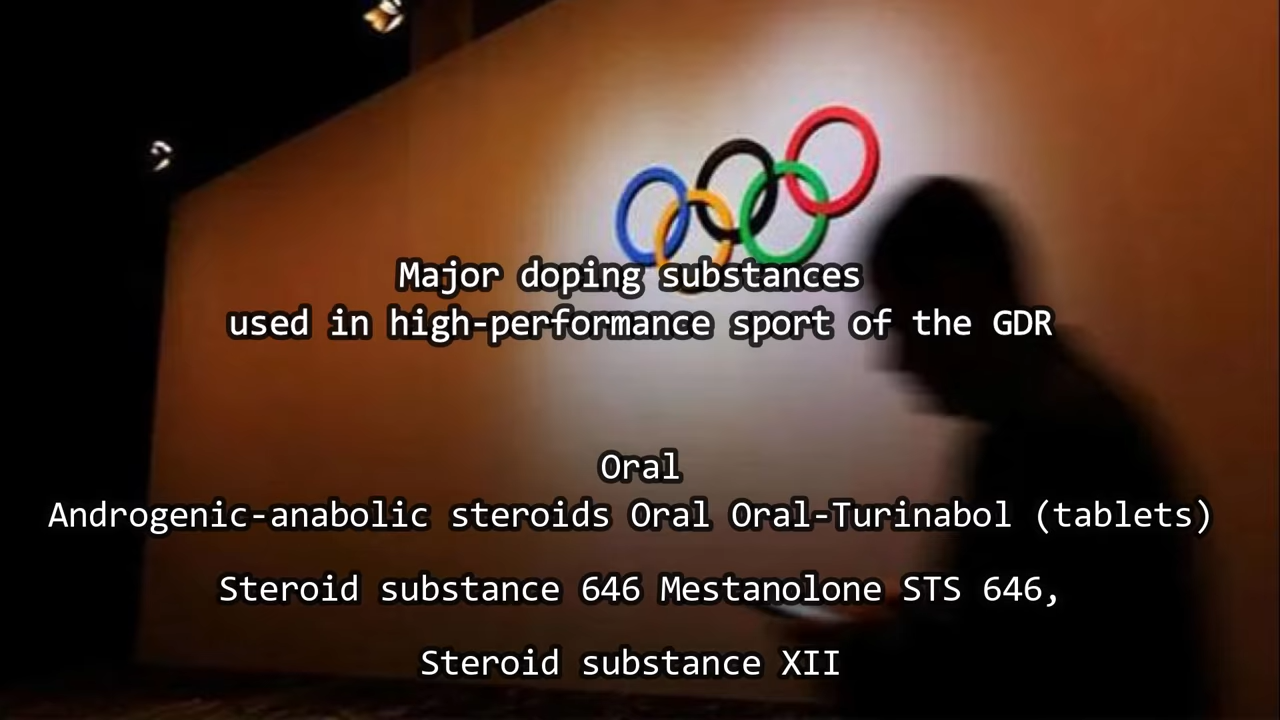 Major doping substances
used in high-performance sport of the GDR
Oral
Androgenic-anabolic steroids Oral Oral-Turinabol (tablets)
Steroid substance 646 Mestanolone STS 646,
Steroid substance XII